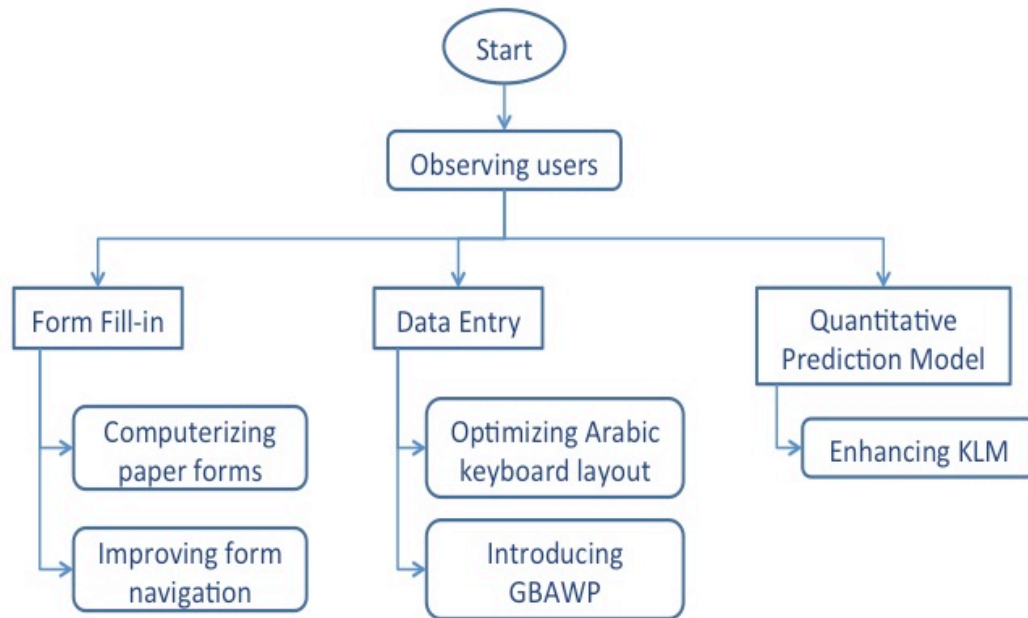 Start
Observing users
Form Fill-in
Computerizing
paper forms
Improving form
navigation
Data Entry
Optimizing Arabic
keyboard layout
Introducing
GBAWP
Quantitative
Prediction Model
Enhancing KLM